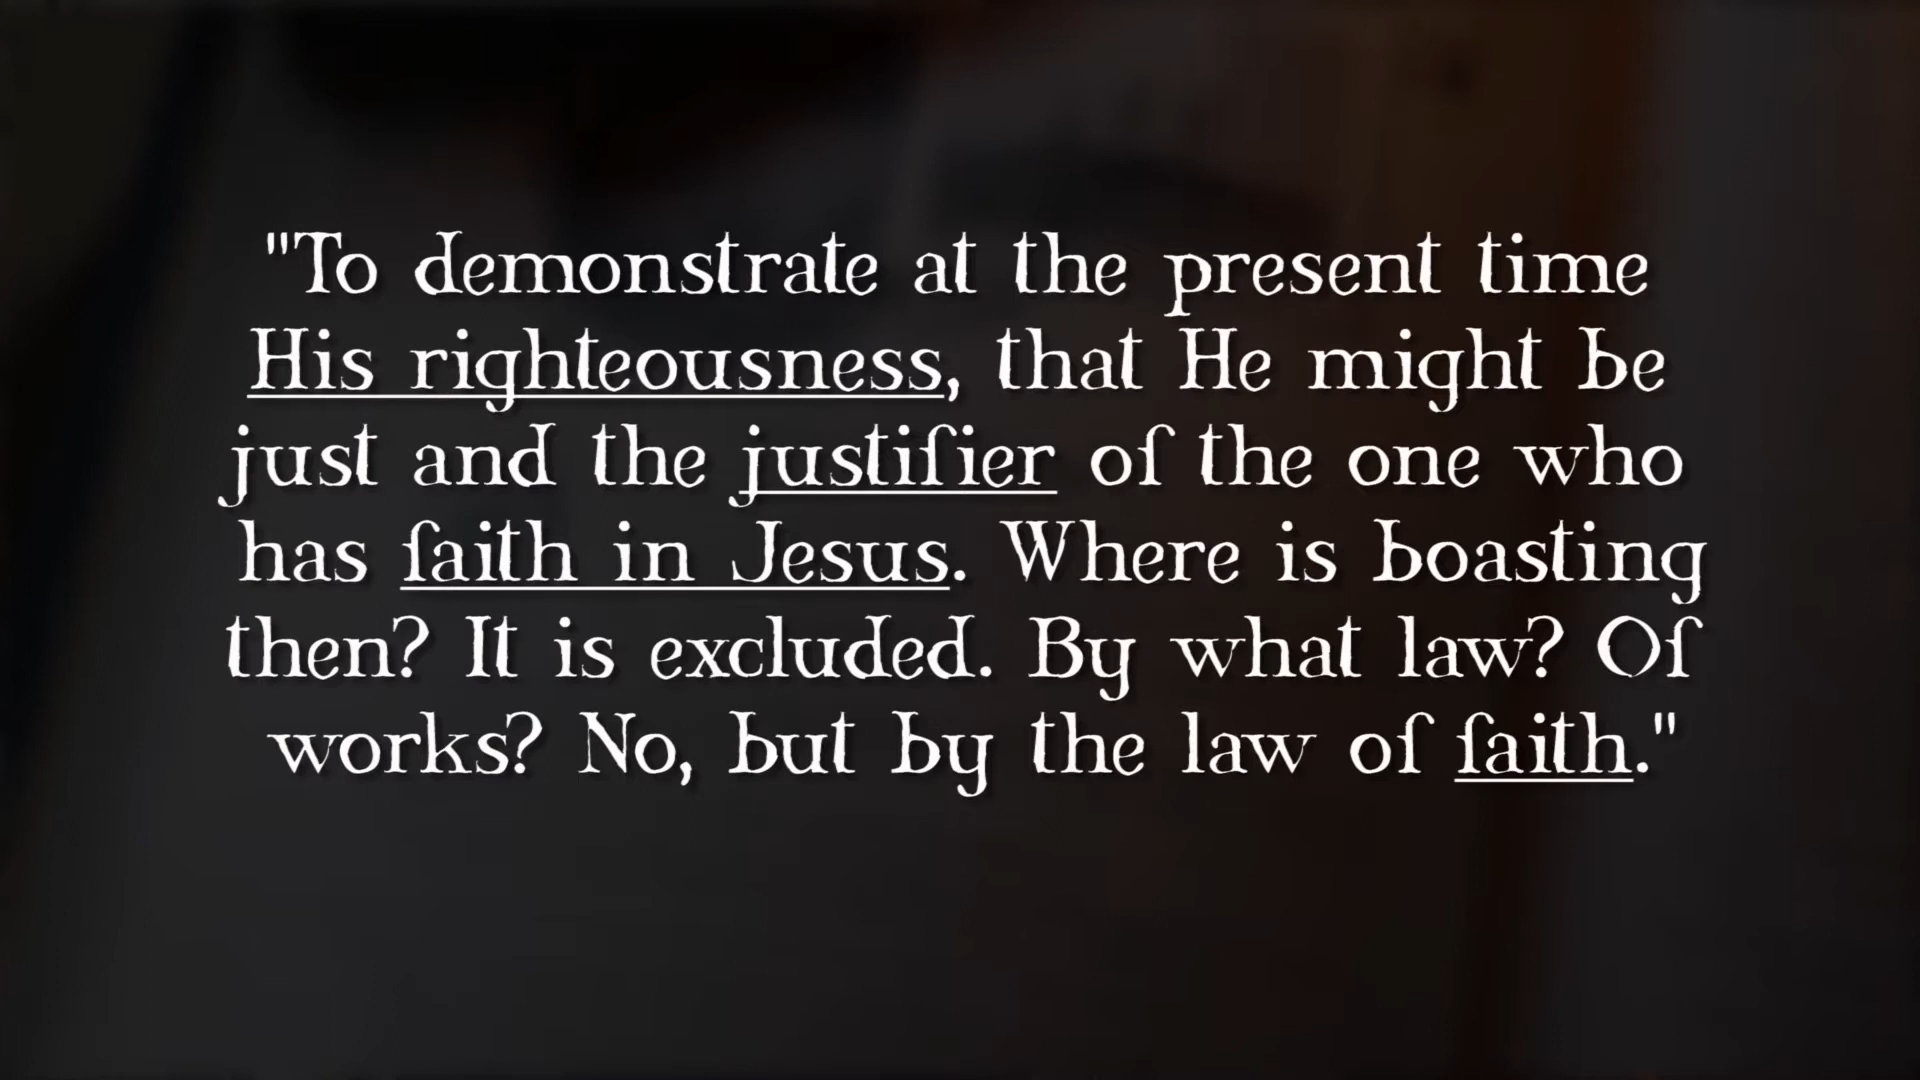 "To demonstrate at the present time
His righteousness, that He might be
just and the justifier of the one who
has faith in Jesus. Where is boasting
then? It is excluded. By what law? Of
works? No, but by the law of faith."